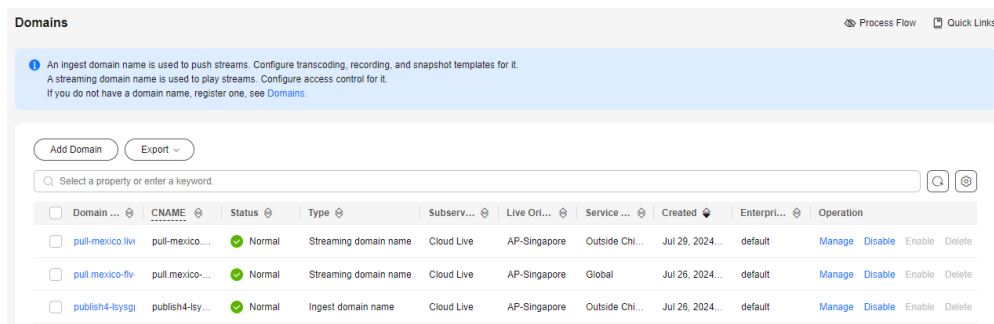 Domains
Process Flow
Quick Links
An ingest domain name is used to push streams. Configure transcoding, recording, and snapshot templates for it.
A streaming domain name is used to play streams. Configure access control for it.
If you do not have a domain name, register one, see Domains.
Add Domain
Export
Select a property or enter a keyword.
Domain ... CNAME Status Type Subserv... Live Ori... Service ... Created Enterpri... Operation
pull-mexico.live pull-mexico.... Normal Streaming domain name Cloud Live AP-Singapore Outside Chi... Jul 29, 2024... default Manage Disable Enable Delete
pull.mexico-flv- pull.mexico-... Normal Streaming domain name Cloud Live AP-Singapore Global Jul 26, 2024... default Manage Disable Enable Delete
publish4-lsysg publish4-lsy... Normal Ingest domain name Cloud Live AP-Singapore Outside Chi... Jul 26, 2024... default Manage Disable Enable Delete